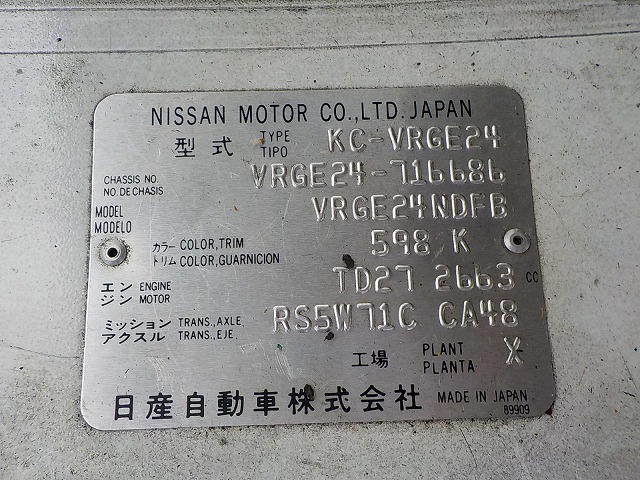 NISSAN MOTOR CO.,LTD. JAPAN
型式 TYPE TIPO KC-VRGE24
CHASSIS NO. NO. DE CHASIS VRGE24-716686
MODEL MODELO VRGE24NDFB
カラー COLOR, TRIM トリム COLOR, GUARNICION 598 K
エンジン ENGINE MOTOR TD27 2663 CC
ミッション TRANS., AXLE アクスル TRANS., EJE. RS5W71C CA48
工場 PLANT PLANTA X
日産自動車株式会社 MADE IN JAPAN
89909